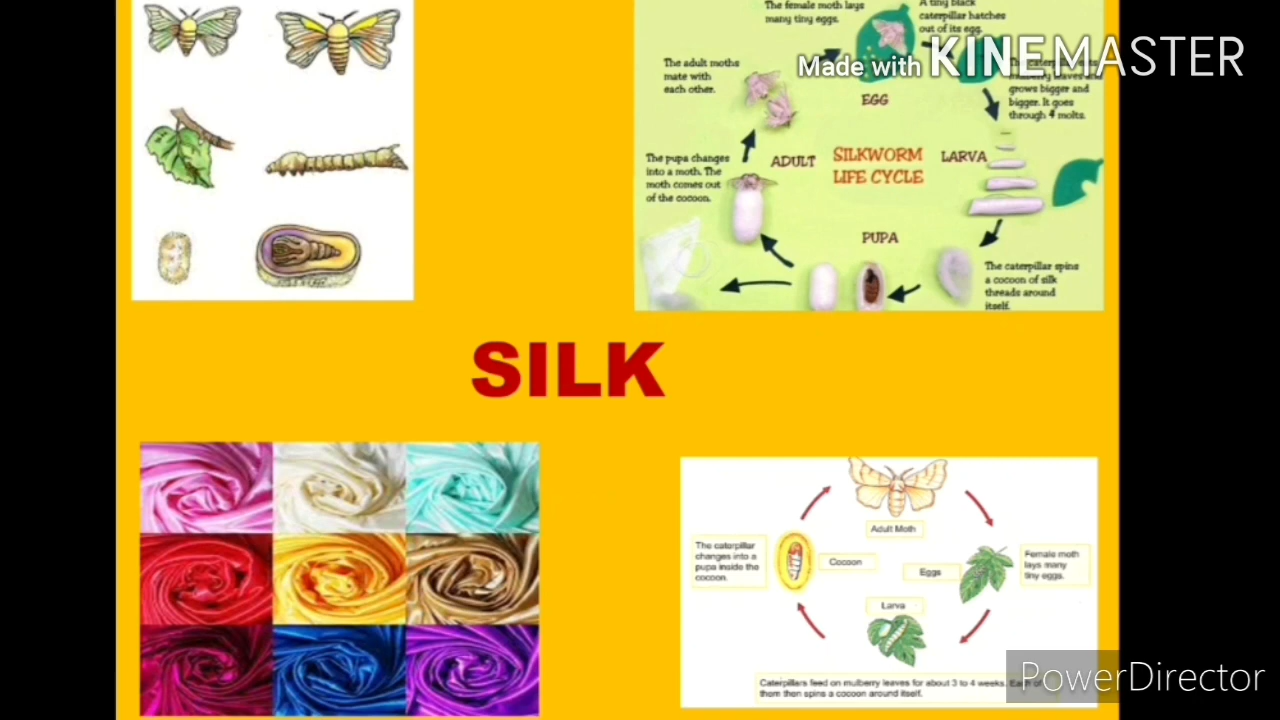 The female moth lays
many tiny eggs.
A tiny black
caterpillar hatches
out of its egg.
Made with KINEMASTER
The adult moths
mate with
each other.
leaves and
grows bigger and
bigger. It goes
through 4 molts.
EGG
The pupa changes
into a moth. The
moth comes out
of the cocoon.
ADULT
SILKWORM
LIFE CYCLE
LARVA
PUPA
The caterpillar spins
a cocoon of silk
threads around
itself.
SILK
Adult Moth
The caterpillar
changes into a
pupa inside the
cocoon.
Cocoon
Eggs
Female moth
lays many
tiny eggs.
Larva
Caterpillars feed on mulberry leaves for about 3 to 4 weeks. Each of
them then spins a cocoon around itself.
PowerDirector